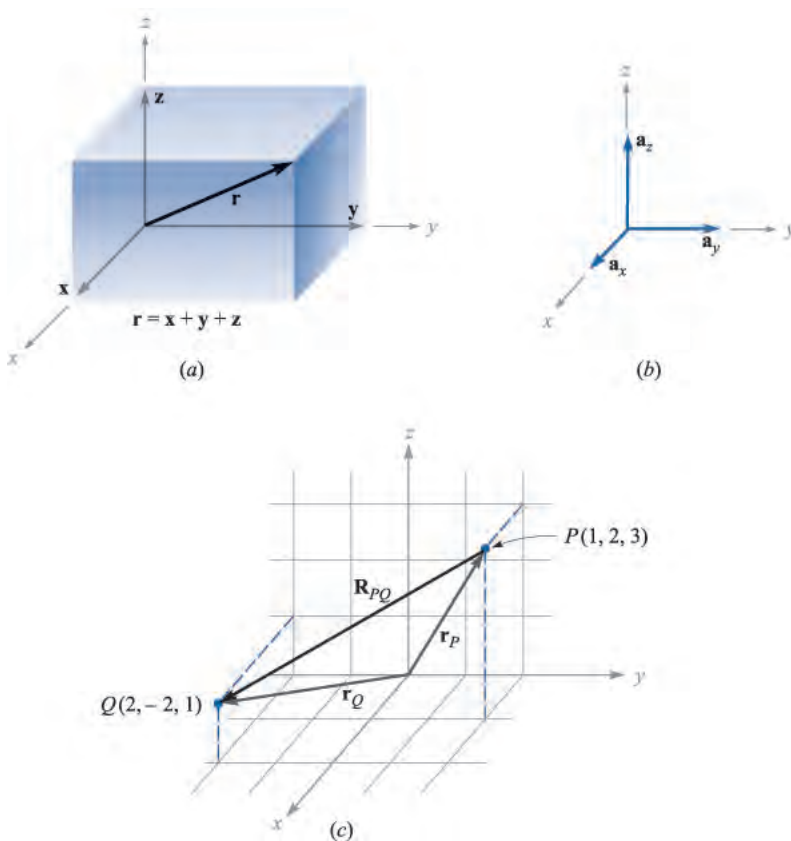 z
z
r
y
y
x
r = x + y + z
x
(a)
z
a_z
y
a_y
a_x
x
(b)
z
P(1, 2, 3)
R_PQ
r_P
Q(2, – 2, 1)
r_Q
y
x
(c)